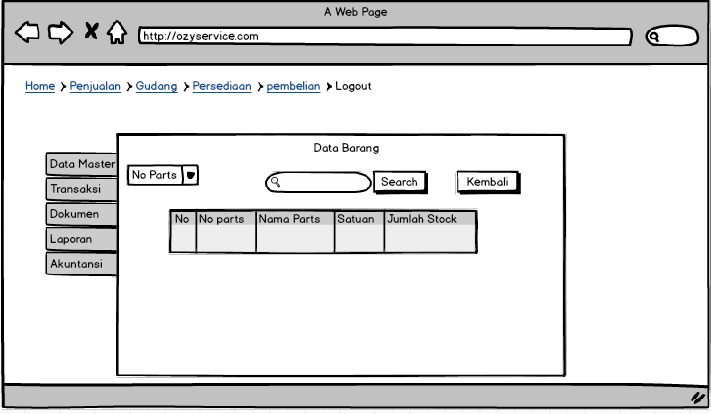 A Web Page
http://ozyservice.com
Home Penjualan Gudang Persediaan pembelian Logout
Data Barang
Data Master
Transaksi
Dokumen
Laporan
Akuntansi
No Parts Search Kembali
No No parts Nama Parts Satuan Jumlah Stock